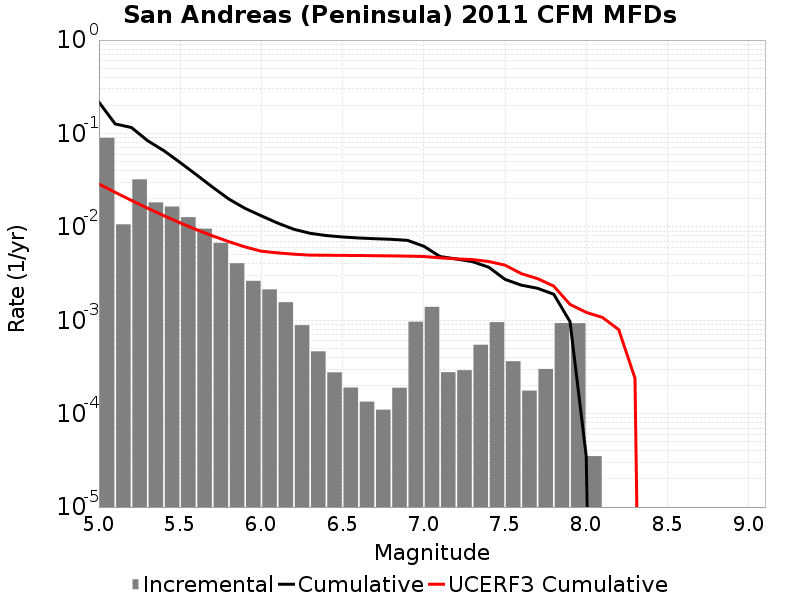 San Andreas (Peninsula) 2011 CFM MFDs
10^0
10^-1
10^-2
10^-3
10^-4
10^-5
Rate (1/yr)
5.0 5.5 6.0 6.5 7.0 7.5 8.0 8.5 9.0
Magnitude
Incremental Cumulative UCERF3 Cumulative